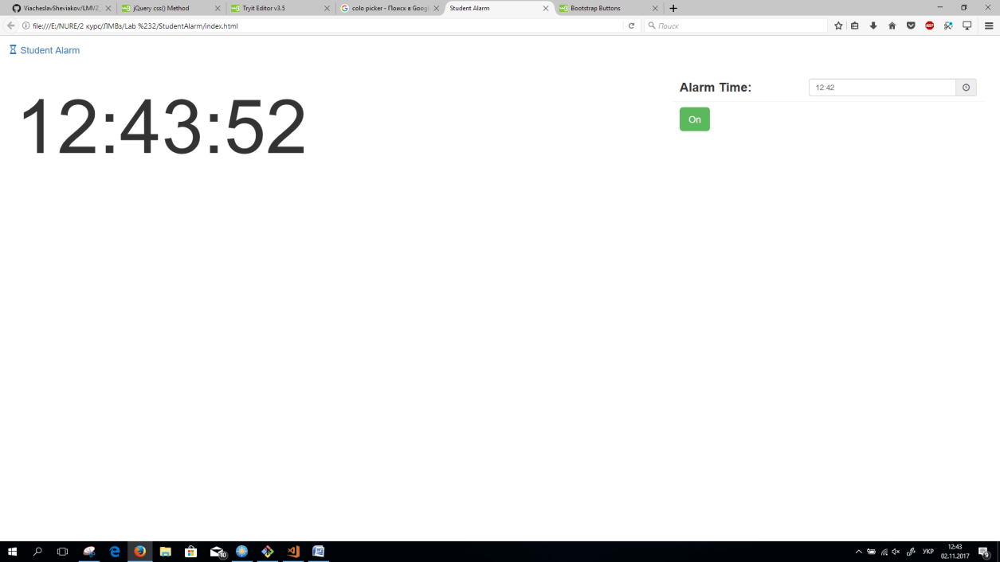 ViacheslavSheviakov/LMVZ_
jQuery css() Method
Tryit Editor v3.5
colo picker - Поиск в Googl
Student Alarm
Bootstrap Buttons
file:///E:/NURE/2 курс/ЛМВз/Lab %232/StudentAlarm/index.html
Поиск
ABP
Student Alarm
12:43:52
Alarm Time:
12:42
On
10
УКР
12:43
02.11.2017
9